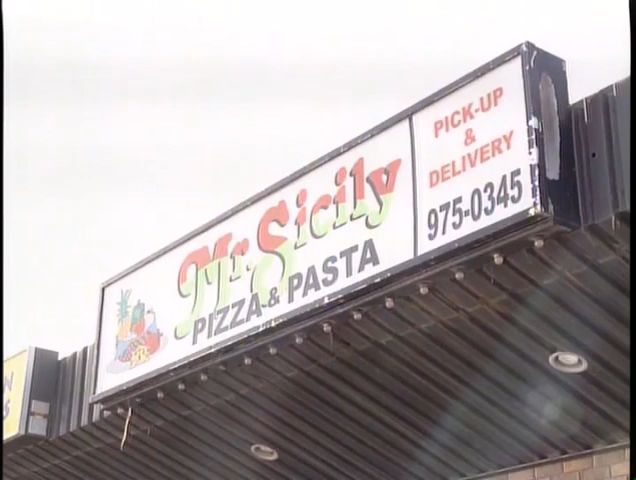 Mr. Sicily
PIZZA & PASTA
PICK-UP
&
DELIVERY
975-0345